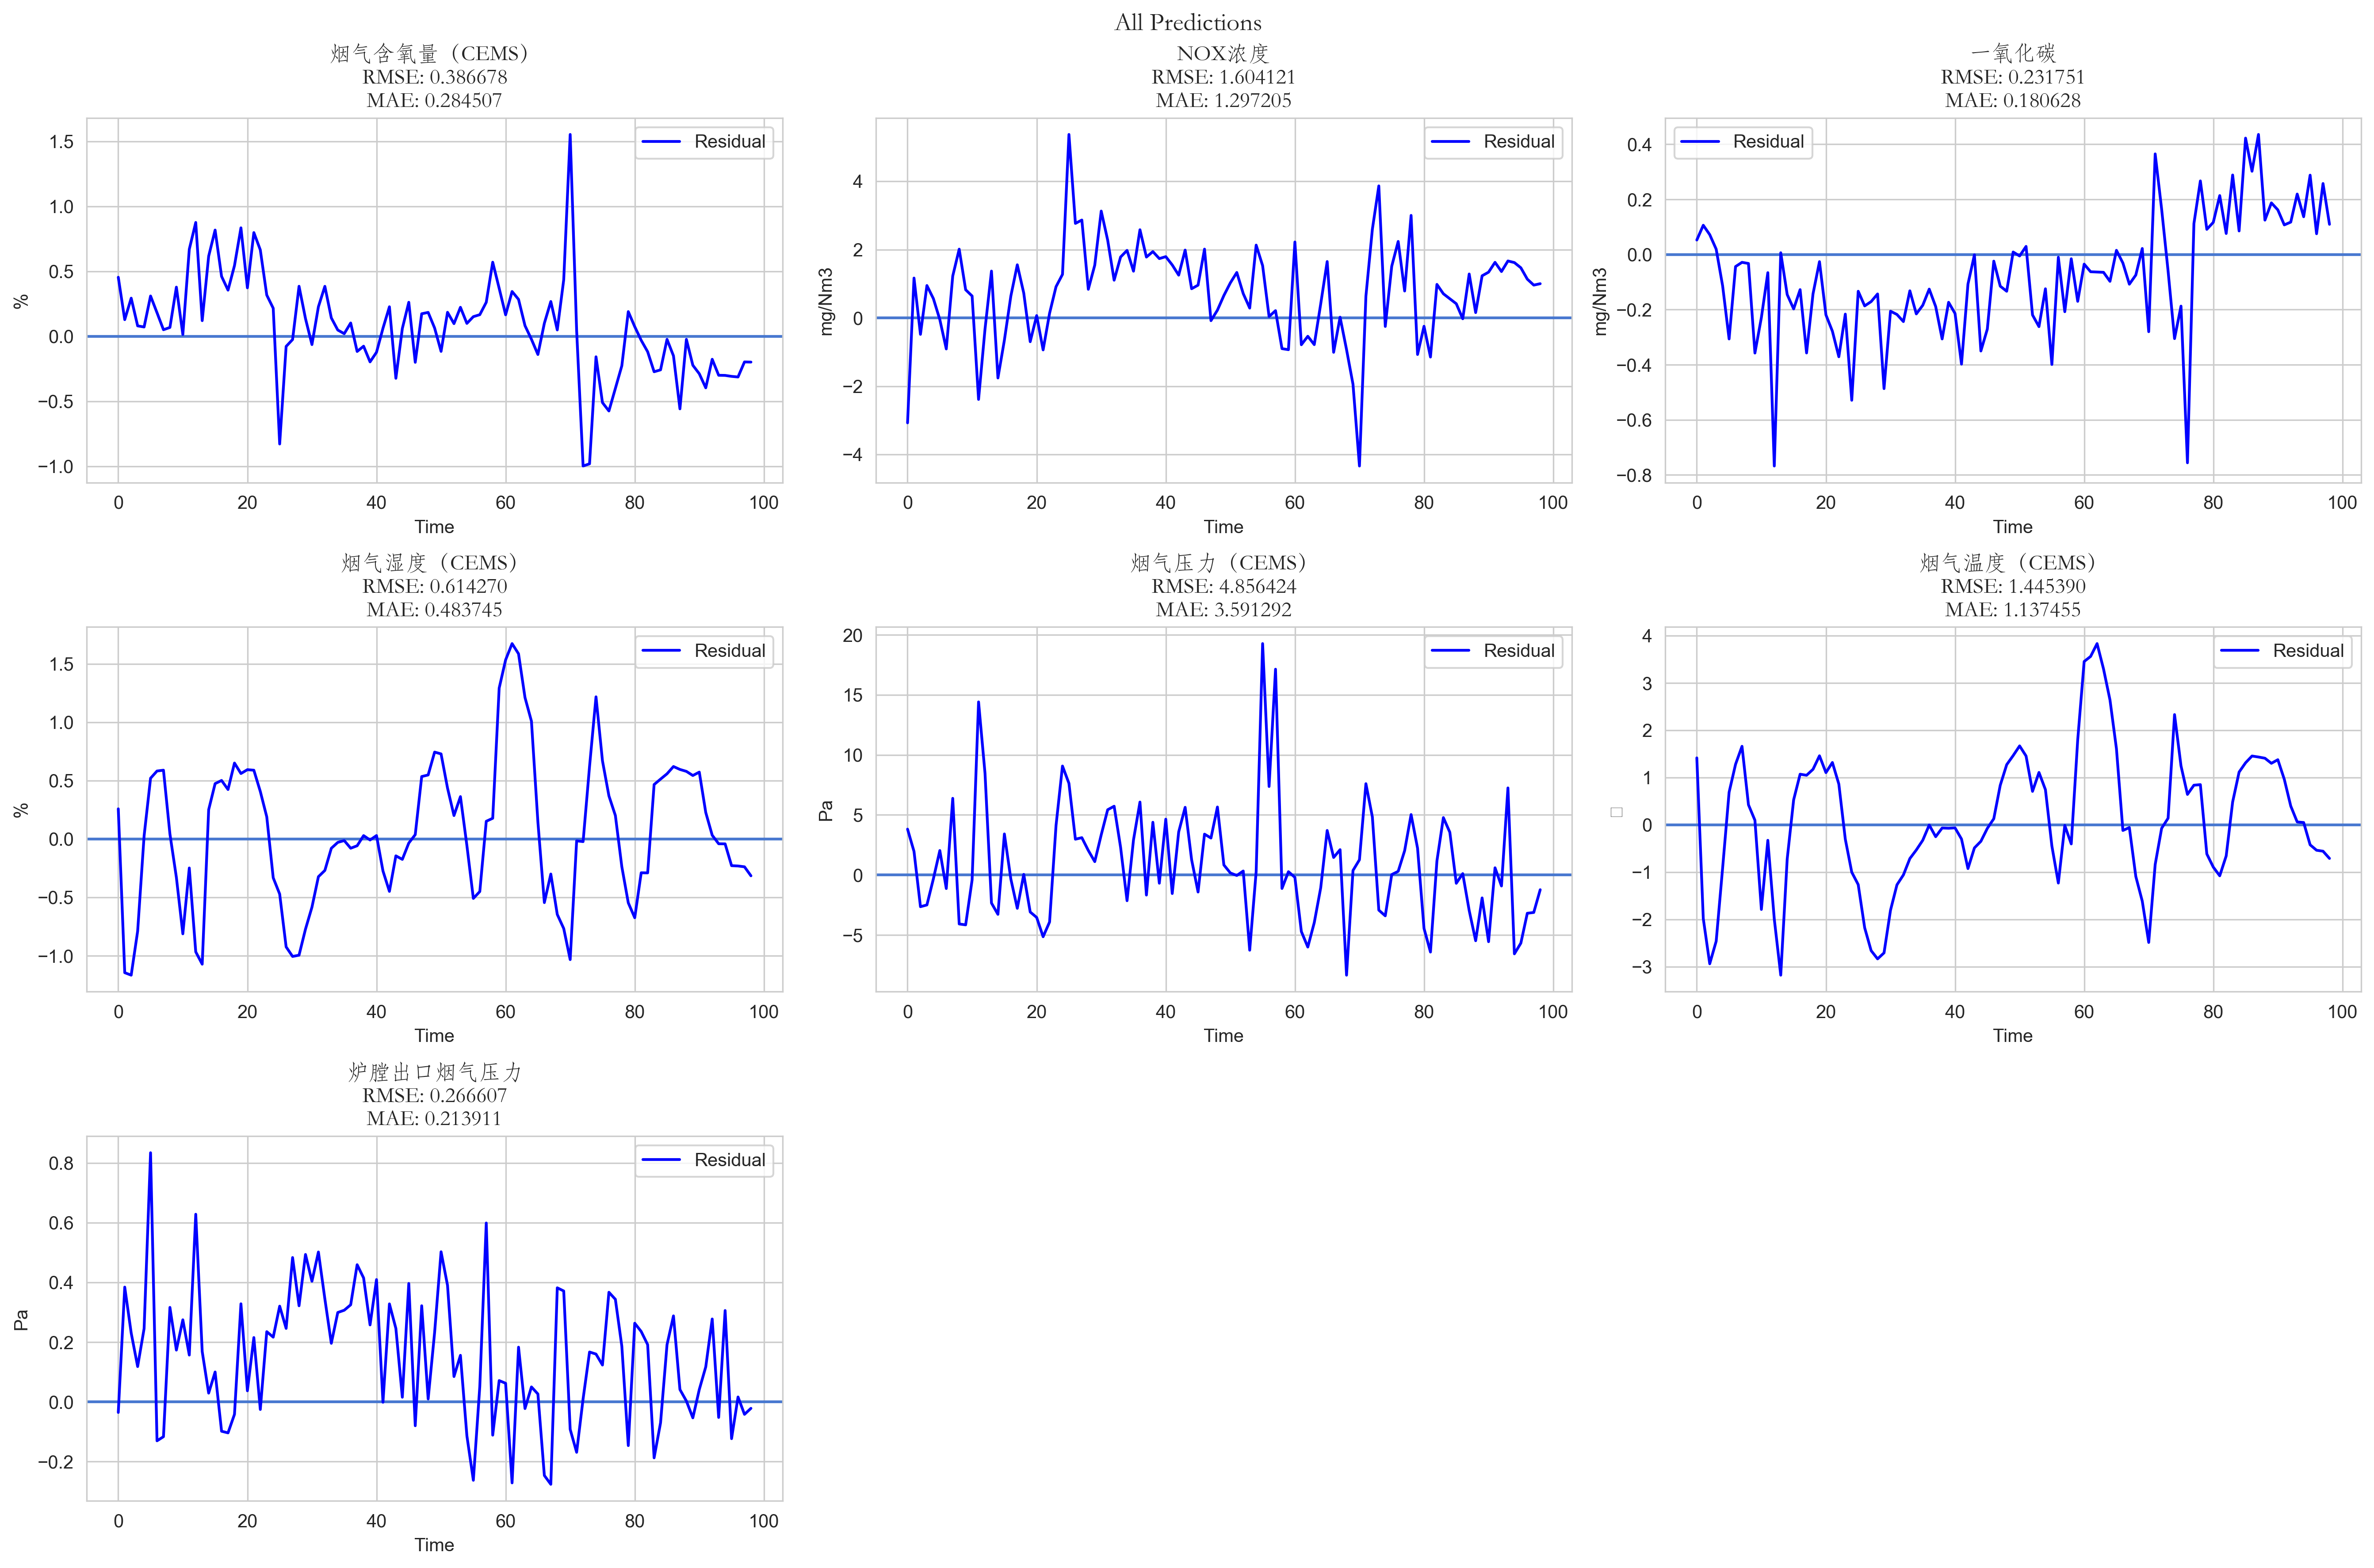 All Predictions
烟气含氧量（CEMS）
RMSE: 0.386678
MAE: 0.284507
Residual
1.5
1.0
0.5
0.0
−0.5
−1.0
%
0 20 40 60 80 100
Time
NOX浓度
RMSE: 1.604121
MAE: 1.297205
Residual
4
2
0
−2
−4
mg/Nm3
0 20 40 60 80 100
Time
一氧化碳
RMSE: 0.231751
MAE: 0.180628
Residual
0.4
0.2
0.0
−0.2
−0.4
−0.6
−0.8
mg/Nm3
0 20 40 60 80 100
Time
烟气湿度（CEMS）
RMSE: 0.614270
MAE: 0.483745
Residual
1.5
1.0
0.5
0.0
−0.5
−1.0
%
0 20 40 60 80 100
Time
烟气压力（CEMS）
RMSE: 4.856424
MAE: 3.591292
Residual
20
15
10
5
0
−5
Pa
0 20 40 60 80 100
Time
烟气温度（CEMS）
RMSE: 1.445390
MAE: 1.137455
Residual
4
3
2
1
0
−1
−2
−3
0 20 40 60 80 100
Time
炉膛出口烟气压力
RMSE: 0.266607
MAE: 0.213911
Residual
0.8
0.6
0.4
0.2
0.0
−0.2
Pa
0 20 40 60 80 100
Time